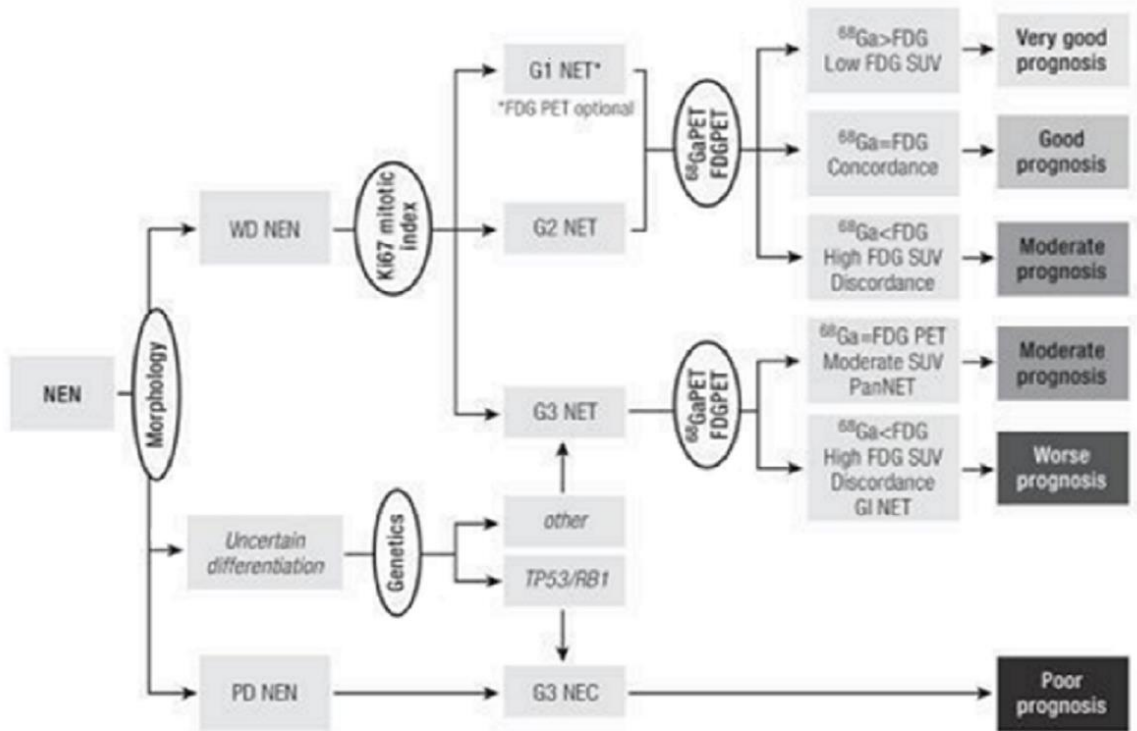 NEN
Morphology
WD NEN
Uncertain
differentiation
PD NEN
Ki67 mitotic
index
Genetics
G1 NET*
*FDG PET optional
G2 NET
G3 NET
other
TP53/RB1
G3 NEC
⁶⁸GaPET
FDGPET
⁶⁸GaPET
FDGPET
⁶⁸Ga>FDG
Low FDG SUV
⁶⁸Ga=FDG
Concordance
⁶⁸Ga<FDG
High FDG SUV
Discordance
⁶⁸Ga=FDG PET
Moderate SUV
PanNET
⁶⁸Ga<FDG
High FDG SUV
Discordance
GI NET
Very good
prognosis
Good
prognosis
Moderate
prognosis
Moderate
prognosis
Worse
prognosis
Poor
prognosis